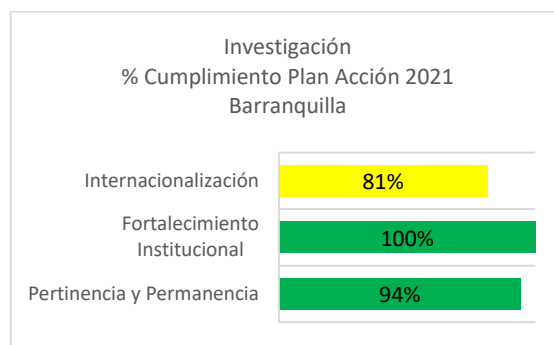 Investigación
% Cumplimiento Plan Acción 2021
Barranquilla
Internacionalización
81%
Fortalecimiento
Institucional
100%
Pertinencia y Permanencia
94%